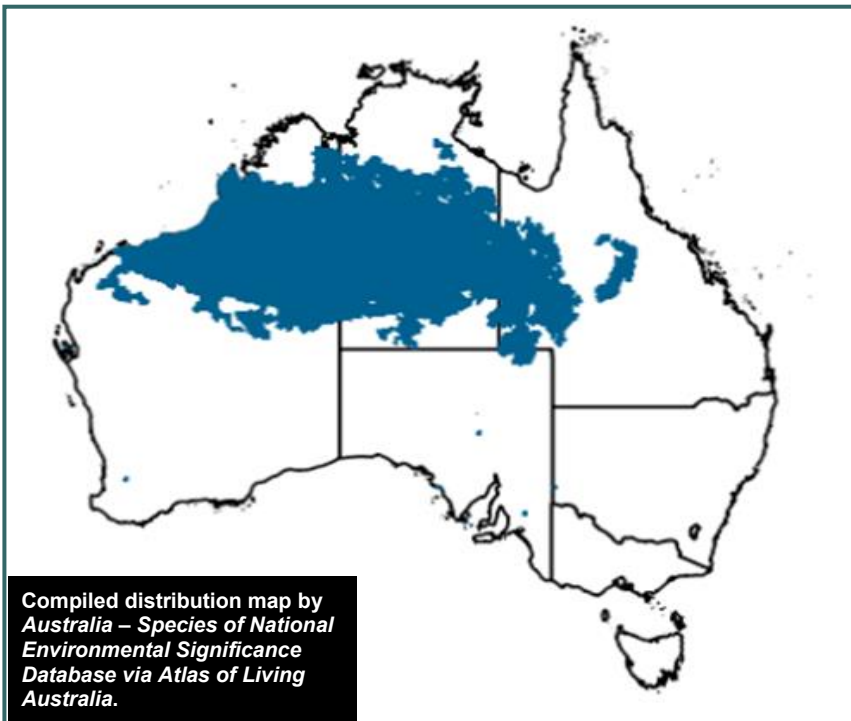 Compiled distribution map by
Australia – Species of National
Environmental Significance
Database via Atlas of Living
Australia.